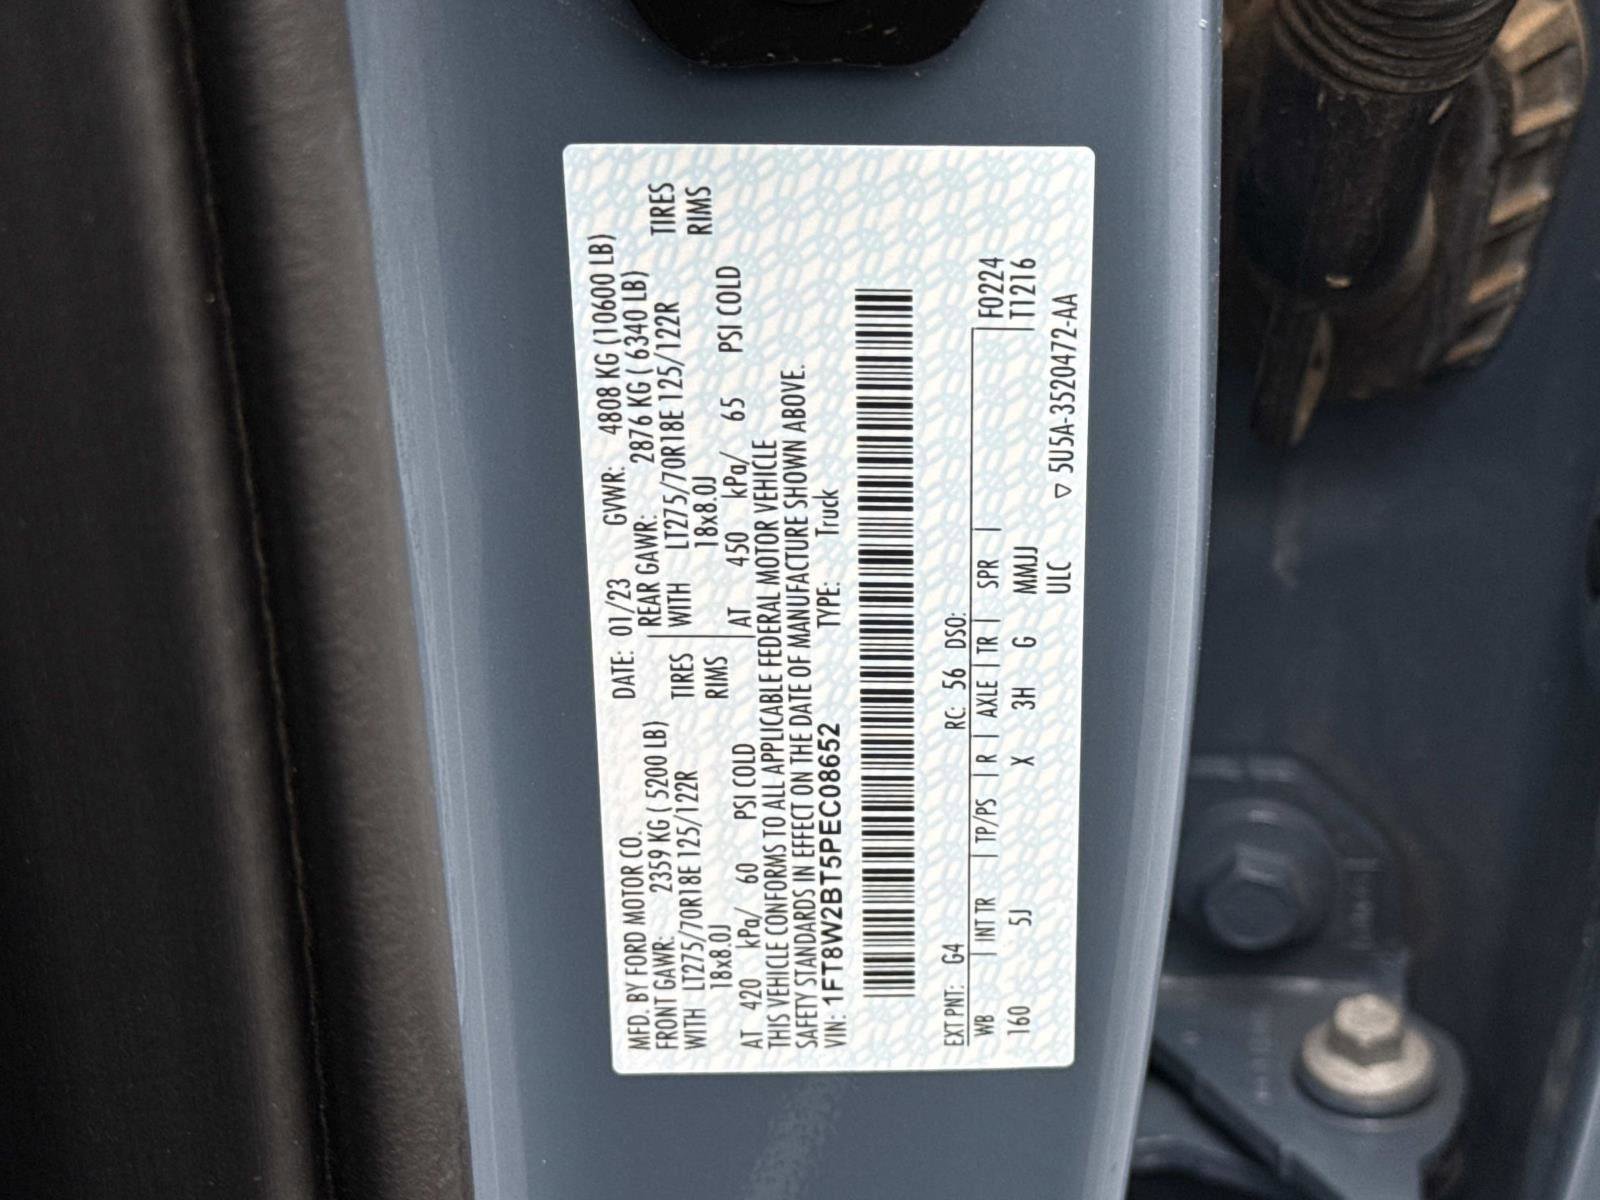 MFD. BY FORD MOTOR CO.
DATE: 01/23 GVWR: 4808 KG (10600 LB)
FRONT GAWR: 2359 KG ( 5200 LB) REAR GAWR: 2876 KG ( 6340 LB)
WITH LT275/70R18E 125/122R TIRES WITH LT275/70R18E 125/122R TIRES
18x8.0J RIMS 18x8.0J RIMS
AT 420 kPa/ 60 PSI COLD AT 450 kPa/ 65 PSI COLD
THIS VEHICLE CONFORMS TO ALL APPLICABLE FEDERAL MOTOR VEHICLE
SAFETY STANDARDS IN EFFECT ON THE DATE OF MANUFACTURE SHOWN ABOVE.
VIN: 1FT8W2BT5PEC08652 TYPE: Truck
EXT PNT: G4 RC: 56 DSO:
WB | INT TR | TP/PS | R | AXLE | TR | SPR | F0224
160 5J X 3H G MMJJ T1216
ULC ▽ 5U5A-3520472-AA